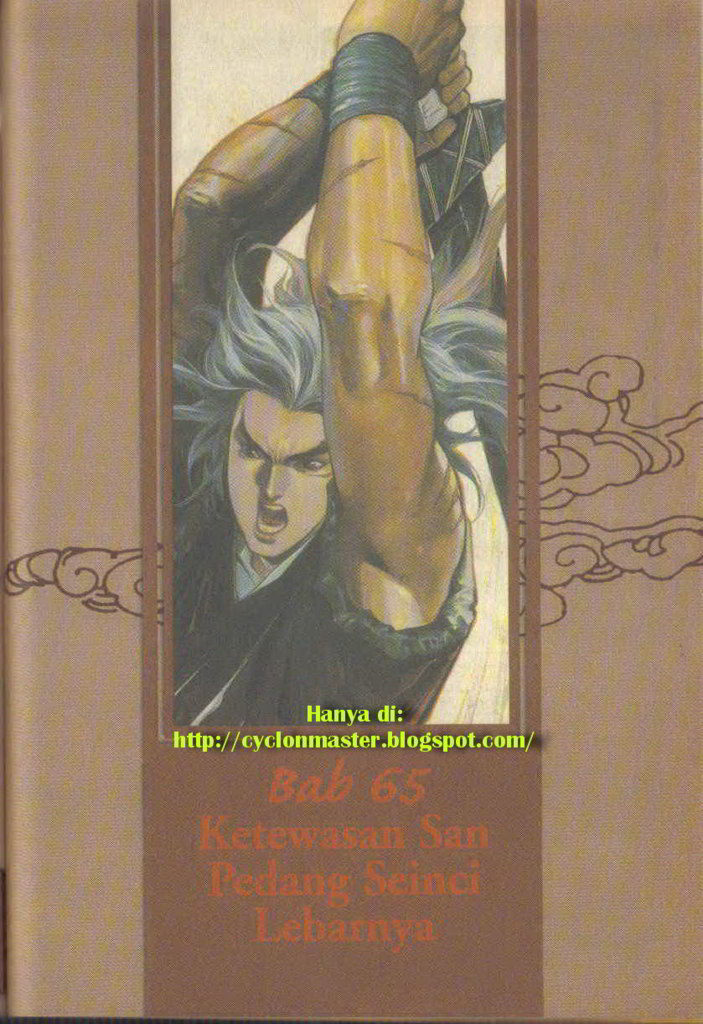 Hanya di:
http://cyclonmaster.blogspot.com/
Bab 65
Ketewasan San
Pedang Seinci
Lebarnya